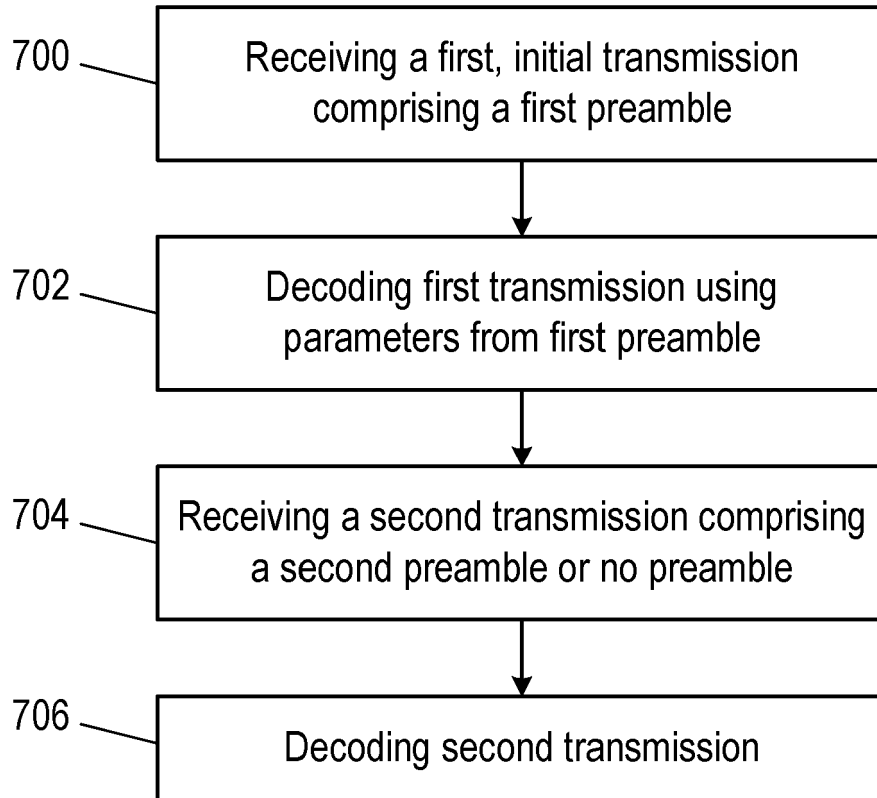 700
Receiving a first, initial transmission
comprising a first preamble
702
Decoding first transmission using
parameters from first preamble
704
Receiving a second transmission comprising
a second preamble or no preamble
706
Decoding second transmission